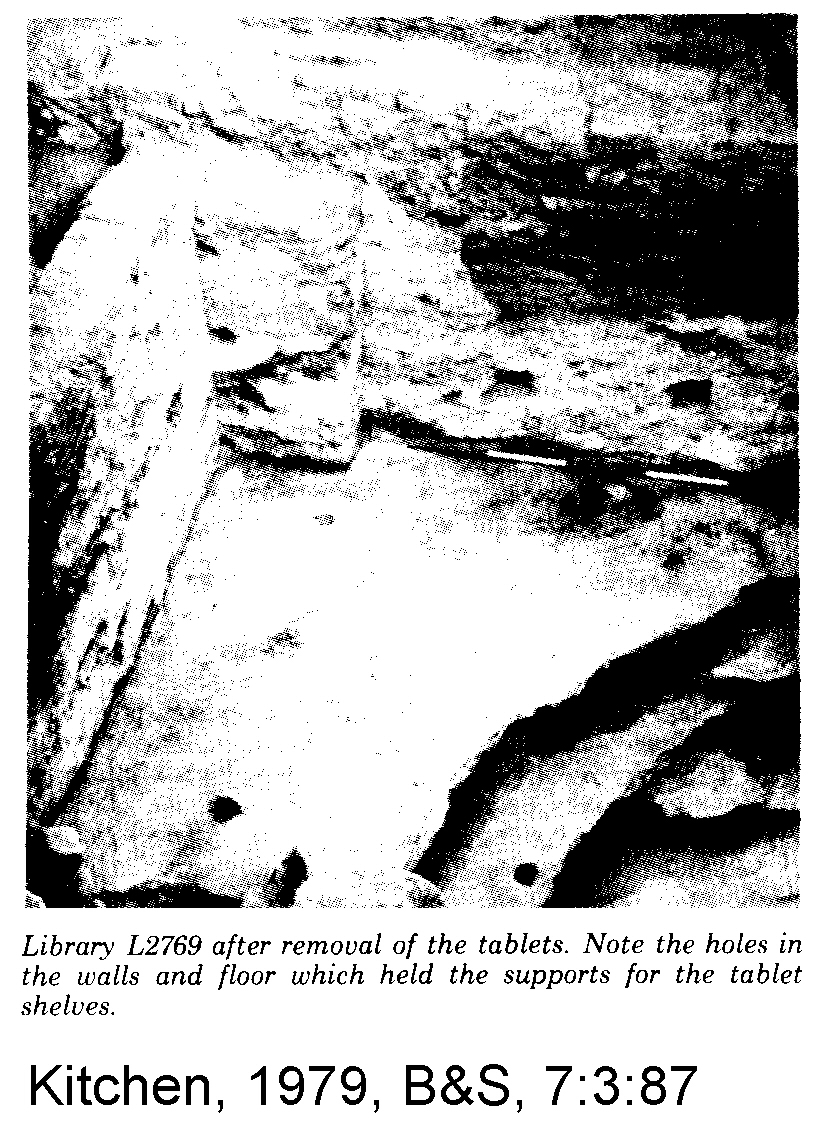 Library L2769 after removal of the tablets. Note the holes in
the walls and floor which held the supports for the tablet
shelves.
Kitchen, 1979, B&S, 7:3:87